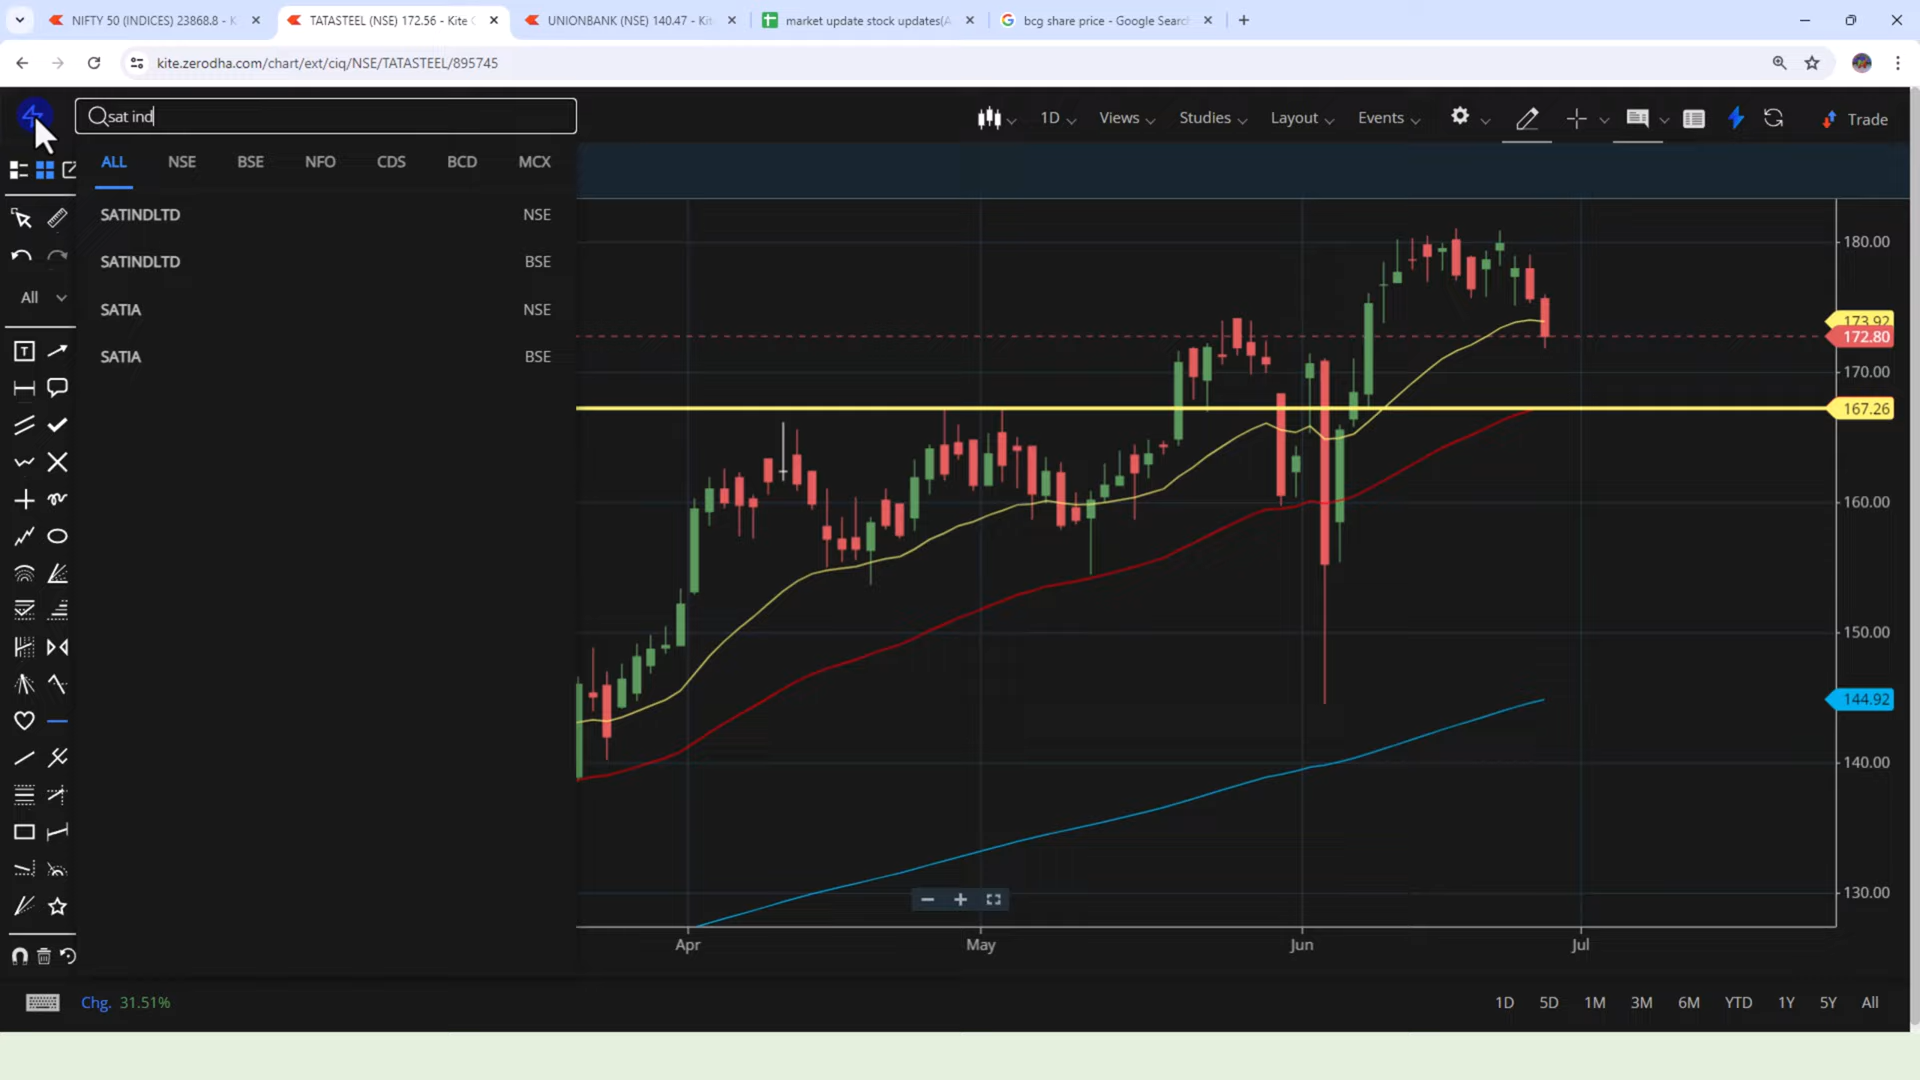 NIFTY 50 (INDICES) 23868.8 - K
TATASTEEL (NSE) 172.56 - Kite C
UNIONBANK (NSE) 140.47 - Kit
market update stock updates(A
bcg share price - Google Searc
kite.zerodha.com/chart/ext/ciq/NSE/TATASTEEL/895745
sat ind
1D
Views
Studies
Layout
Events
Trade
ALL NSE BSE NFO CDS BCD MCX
SATINDLTD NSE
SATINDLTD BSE
SATIA NSE
SATIA BSE
All
T
180.00
173.92
172.80
170.00
167.26
160.00
150.00
144.92
140.00
130.00
Apr May Jun Jul
Chg. 31.51%
1D 5D 1M 3M 6M YTD 1Y 5Y All